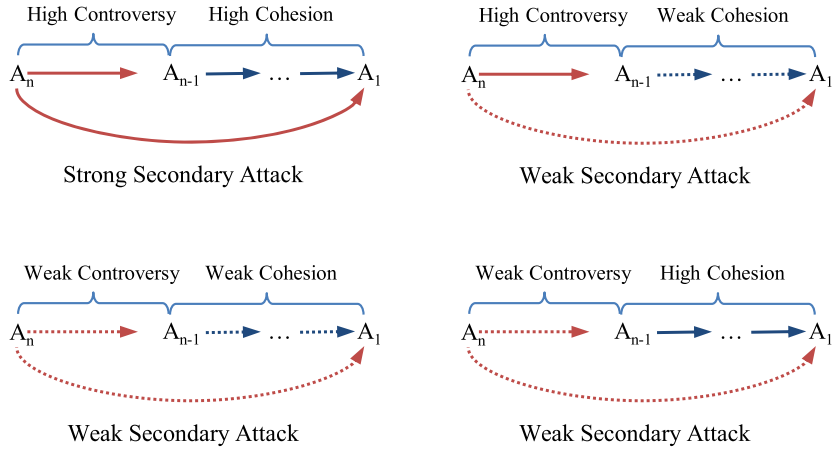 High Controversy High Cohesion
Aₙ Aₙ₋₁ … A₁
Strong Secondary Attack
High Controversy Weak Cohesion
Aₙ Aₙ₋₁ … A₁
Weak Secondary Attack
Weak Controversy Weak Cohesion
Aₙ Aₙ₋₁ … A₁
Weak Secondary Attack
Weak Controversy High Cohesion
Aₙ Aₙ₋₁ … A₁
Weak Secondary Attack